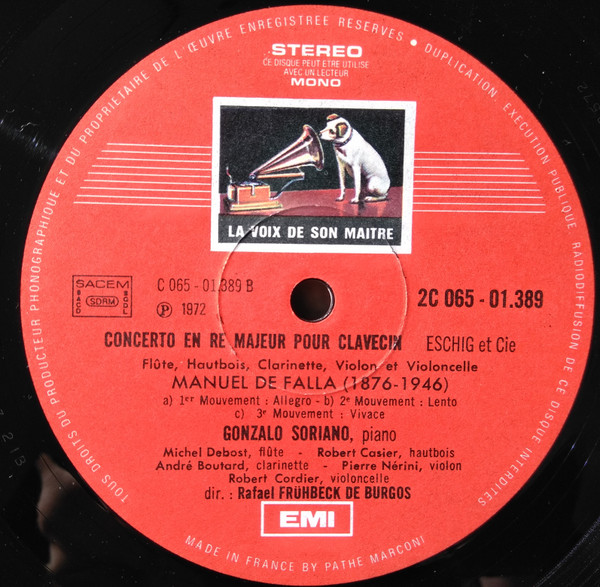 TOUS DROITS DU PRODUCTEUR PHONOGRAPHIQUE ET DU PROPRIETAIRE DE L'ŒUVRE ENREGISTREE RESERVES • DUPLICATION, EXECUTION PUBLIQUE, RADIODIFFUSION DE CE DISQUE INTERDITES
STEREO
CE DISQUE PEUT ETRE UTILISE
AVEC UN LECTEUR
MONO
LA VOIX DE SON MAITRE
SACEM
SACD
SDRM
SGDL
C 065 - 01.389 B
Ⓟ 1972
2C 065 - 01.389
CONCERTO EN RE MAJEUR POUR CLAVECIN ESCHIG et Cie
Flûte, Hautbois, Clarinette, Violon et Violoncelle
MANUEL DE FALLA (1876-1946)
a) 1er Mouvement : Allegro - b) 2e Mouvement : Lento
c) 3e Mouvement : Vivace
GONZALO SORIANO, piano
Michel Debost, flûte - Robert Casier, hautbois
André Boutard, clarinette - Pierre Nérini, violon
Robert Cordier, violoncelle
dir. : Rafael FRÜHBECK DE BURGOS
EMI
MADE IN FRANCE BY PATHE MARCONI